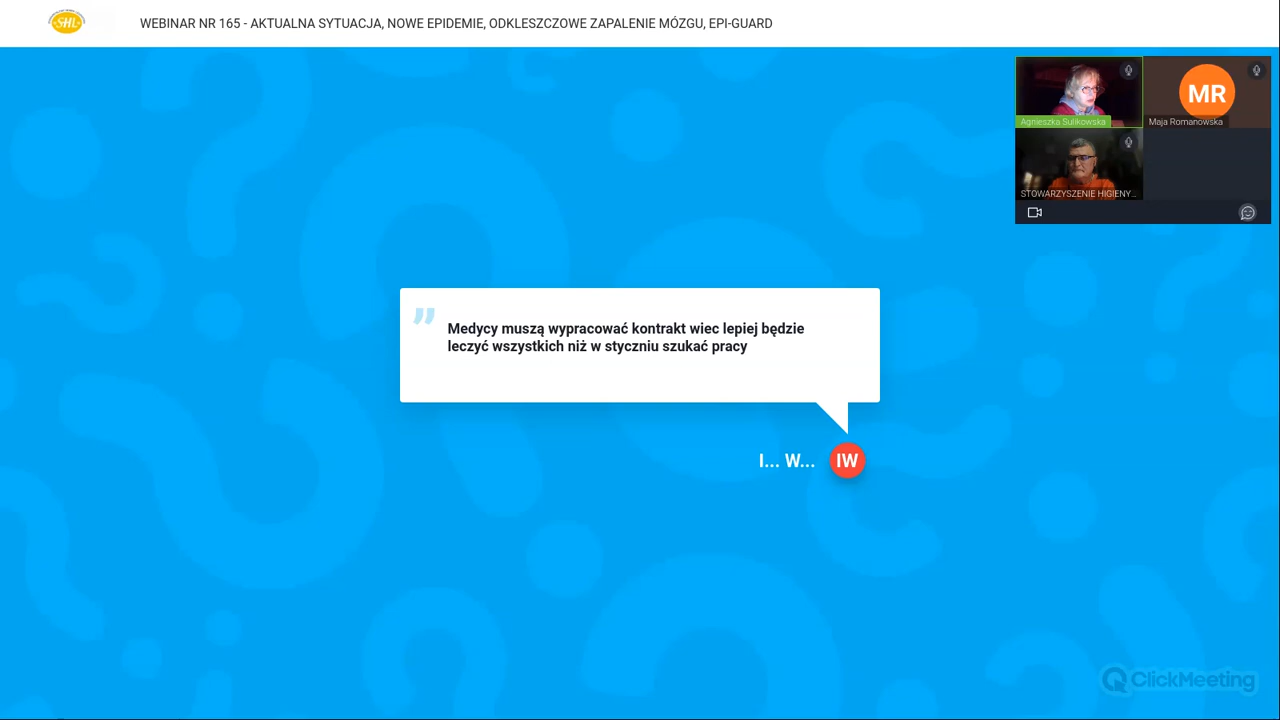 SHL
WEBINAR NR 165 - AKTUALNA SYTUACJA, NOWE EPIDEMIE, ODKLESZCZOWE ZAPALENIE MÓZGU, EPI-GUARD
MR
Agnieszka Sulikowska
Maja Romanowska
STOWARZYSZENIE HIGIENY...
Medycy muszą wypracować kontrakt wiec lepiej będzie
leczyć wszystkich niż w styczniu szukać pracy
I... W...
IW
ClickMeeting